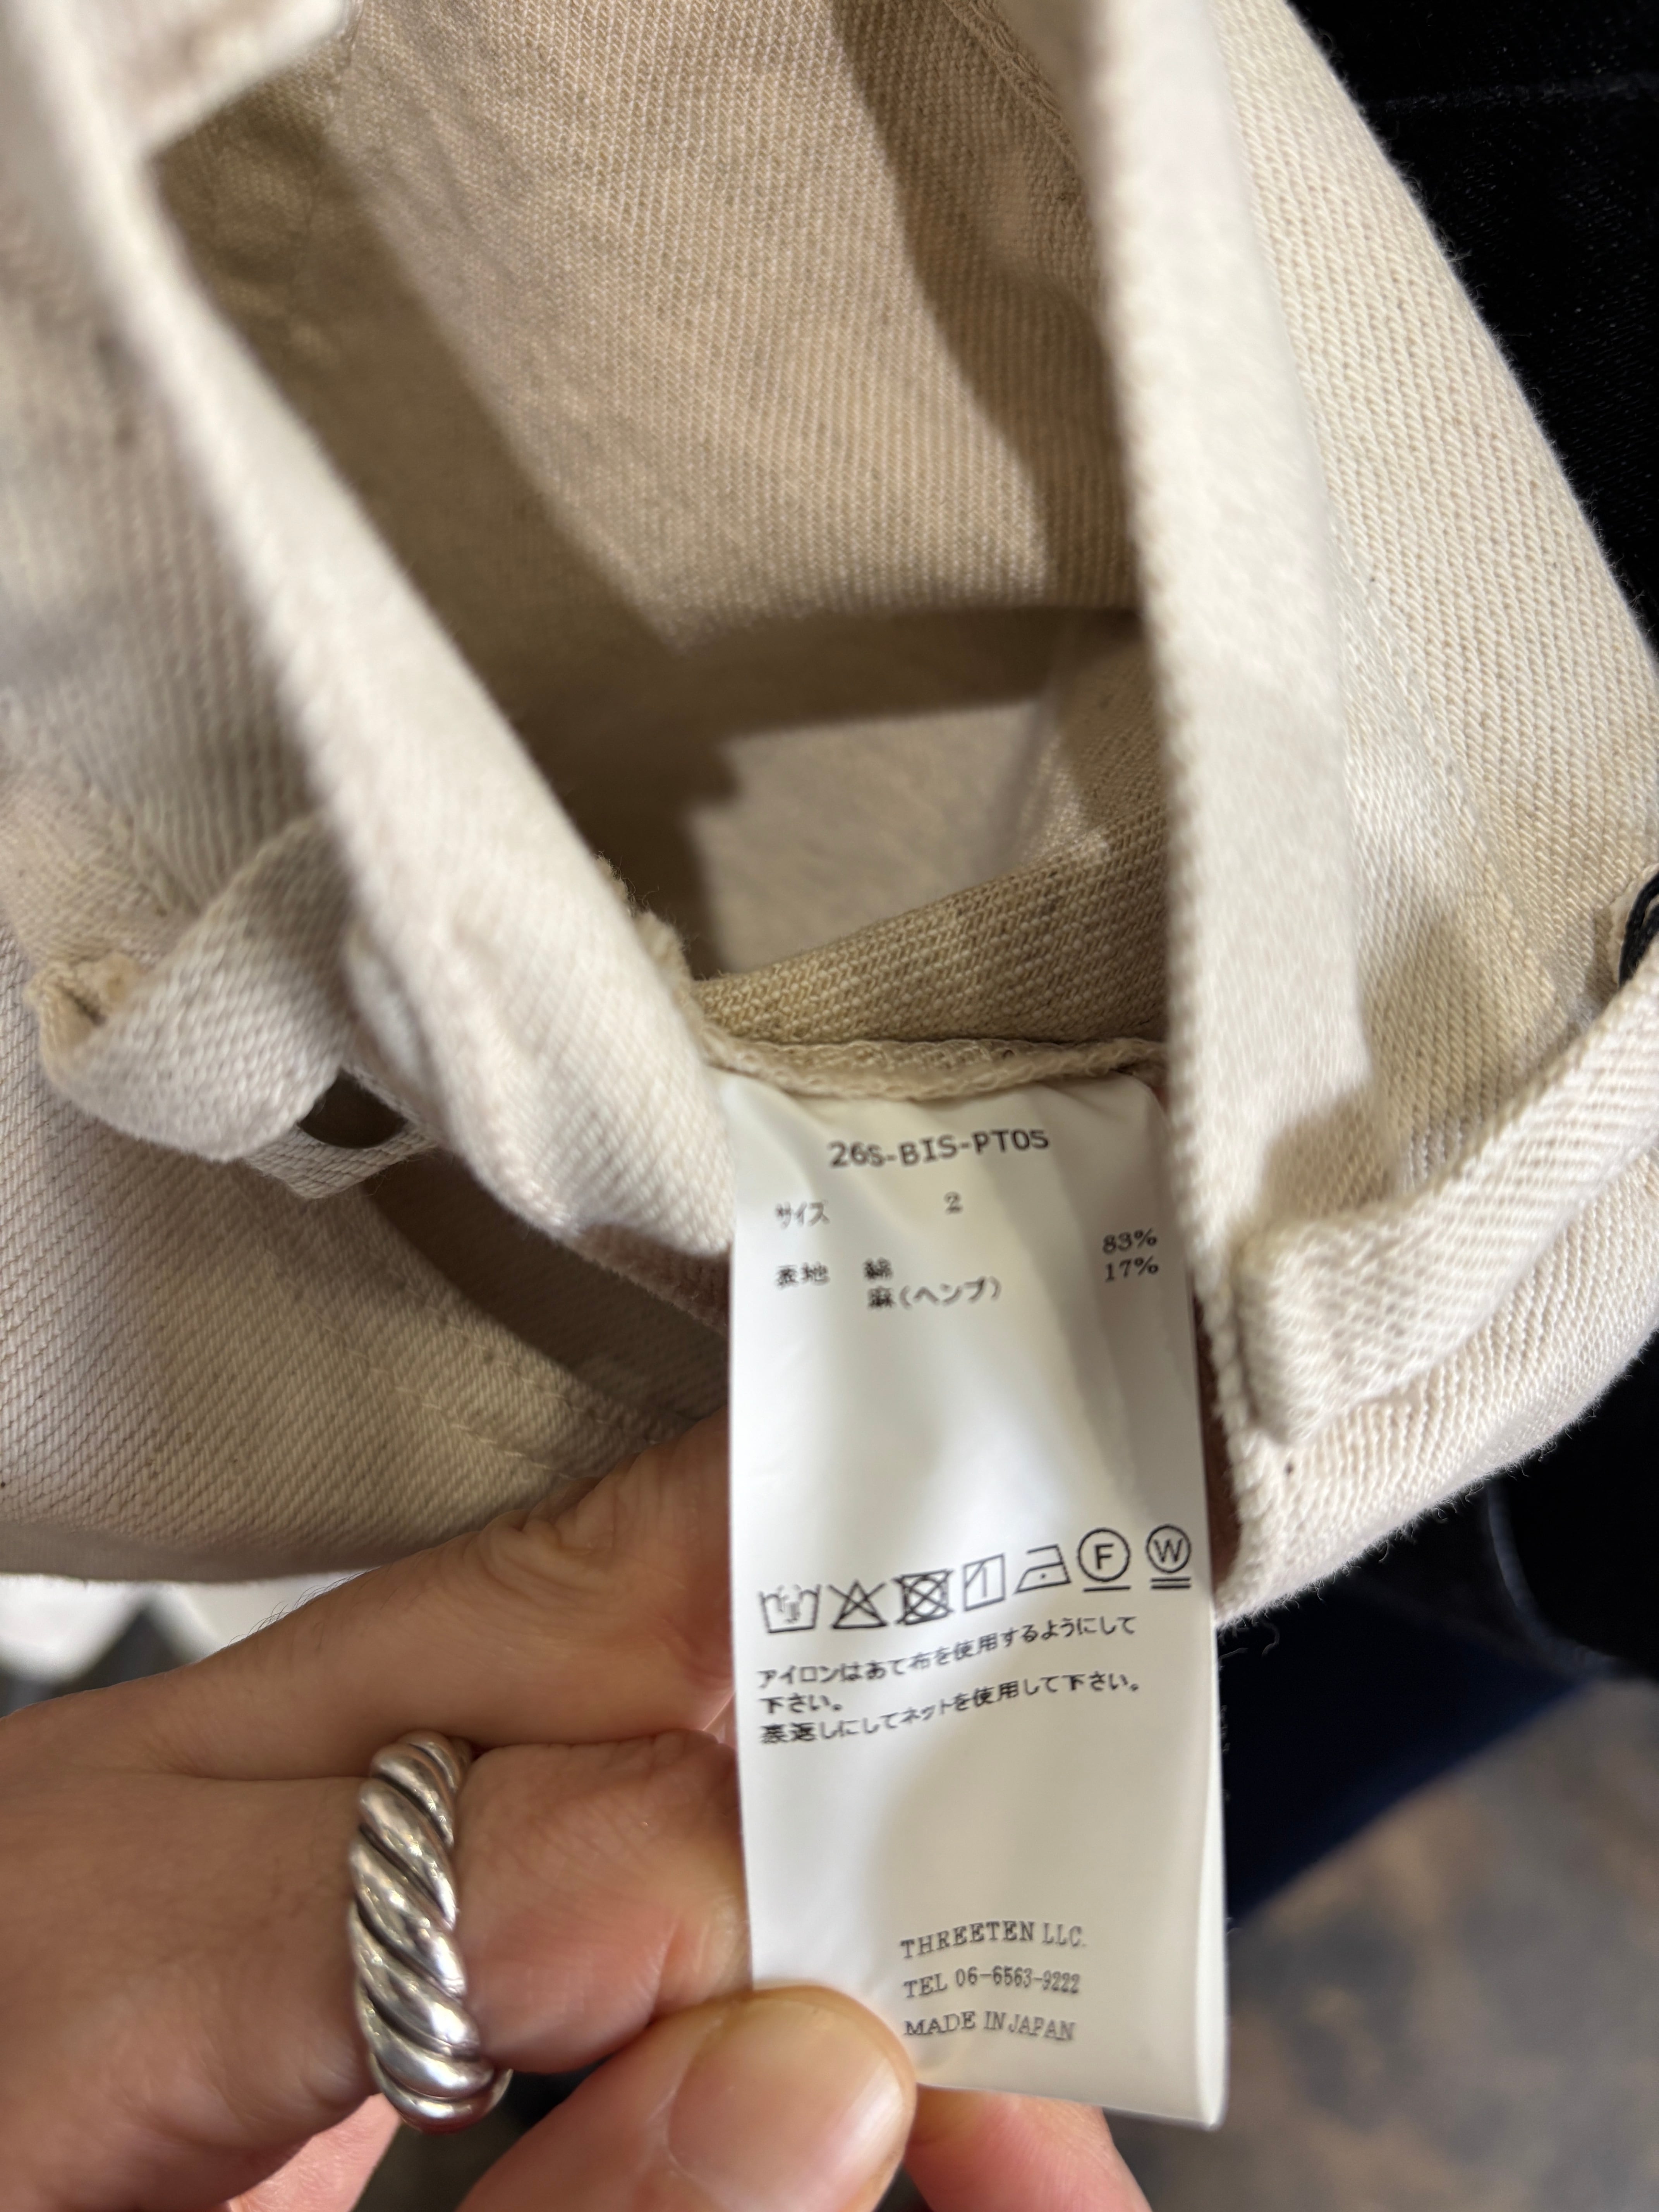 26S-BIS-PT05
サイズ 2
表地 綿 83%
麻(ヘンプ) 17%
F W
アイロンはあて布を使用するようにして
下さい。
裏返しにしてネットを使用して下さい。
THREETEN LLC.
TEL 06-6563-9222
MADE IN JAPAN